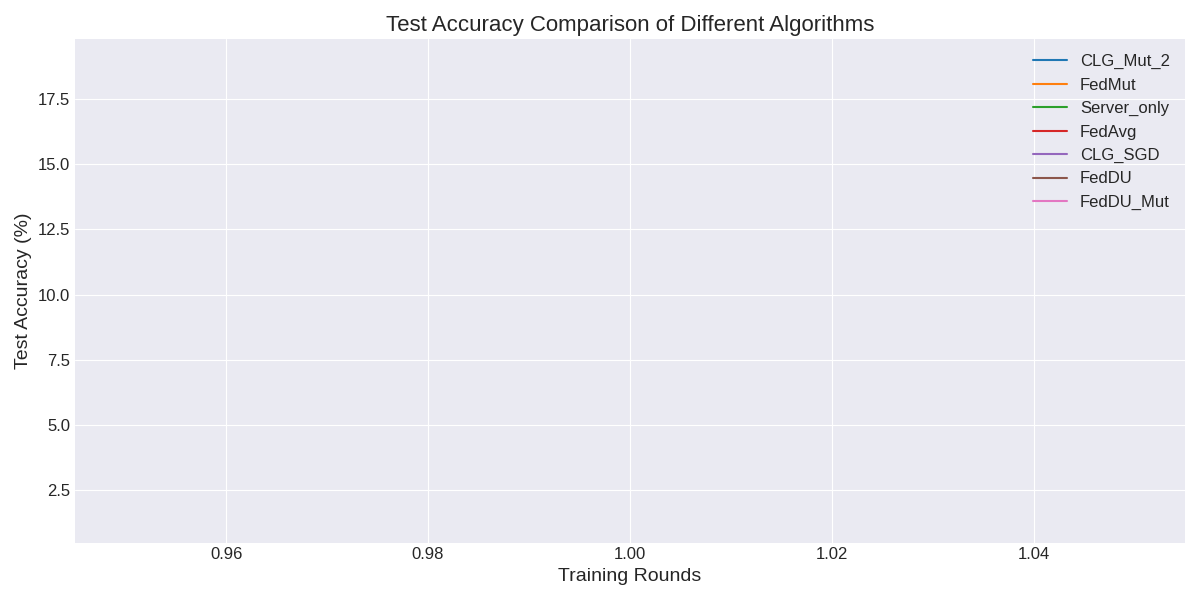 Test Accuracy Comparison of Different Algorithms
CLG_Mut_2
FedMut
Server_only
FedAvg
CLG_SGD
FedDU
FedDU_Mut
Test Accuracy (%)
17.5
15.0
12.5
10.0
7.5
5.0
2.5
0.96 0.98 1.00 1.02 1.04
Training Rounds